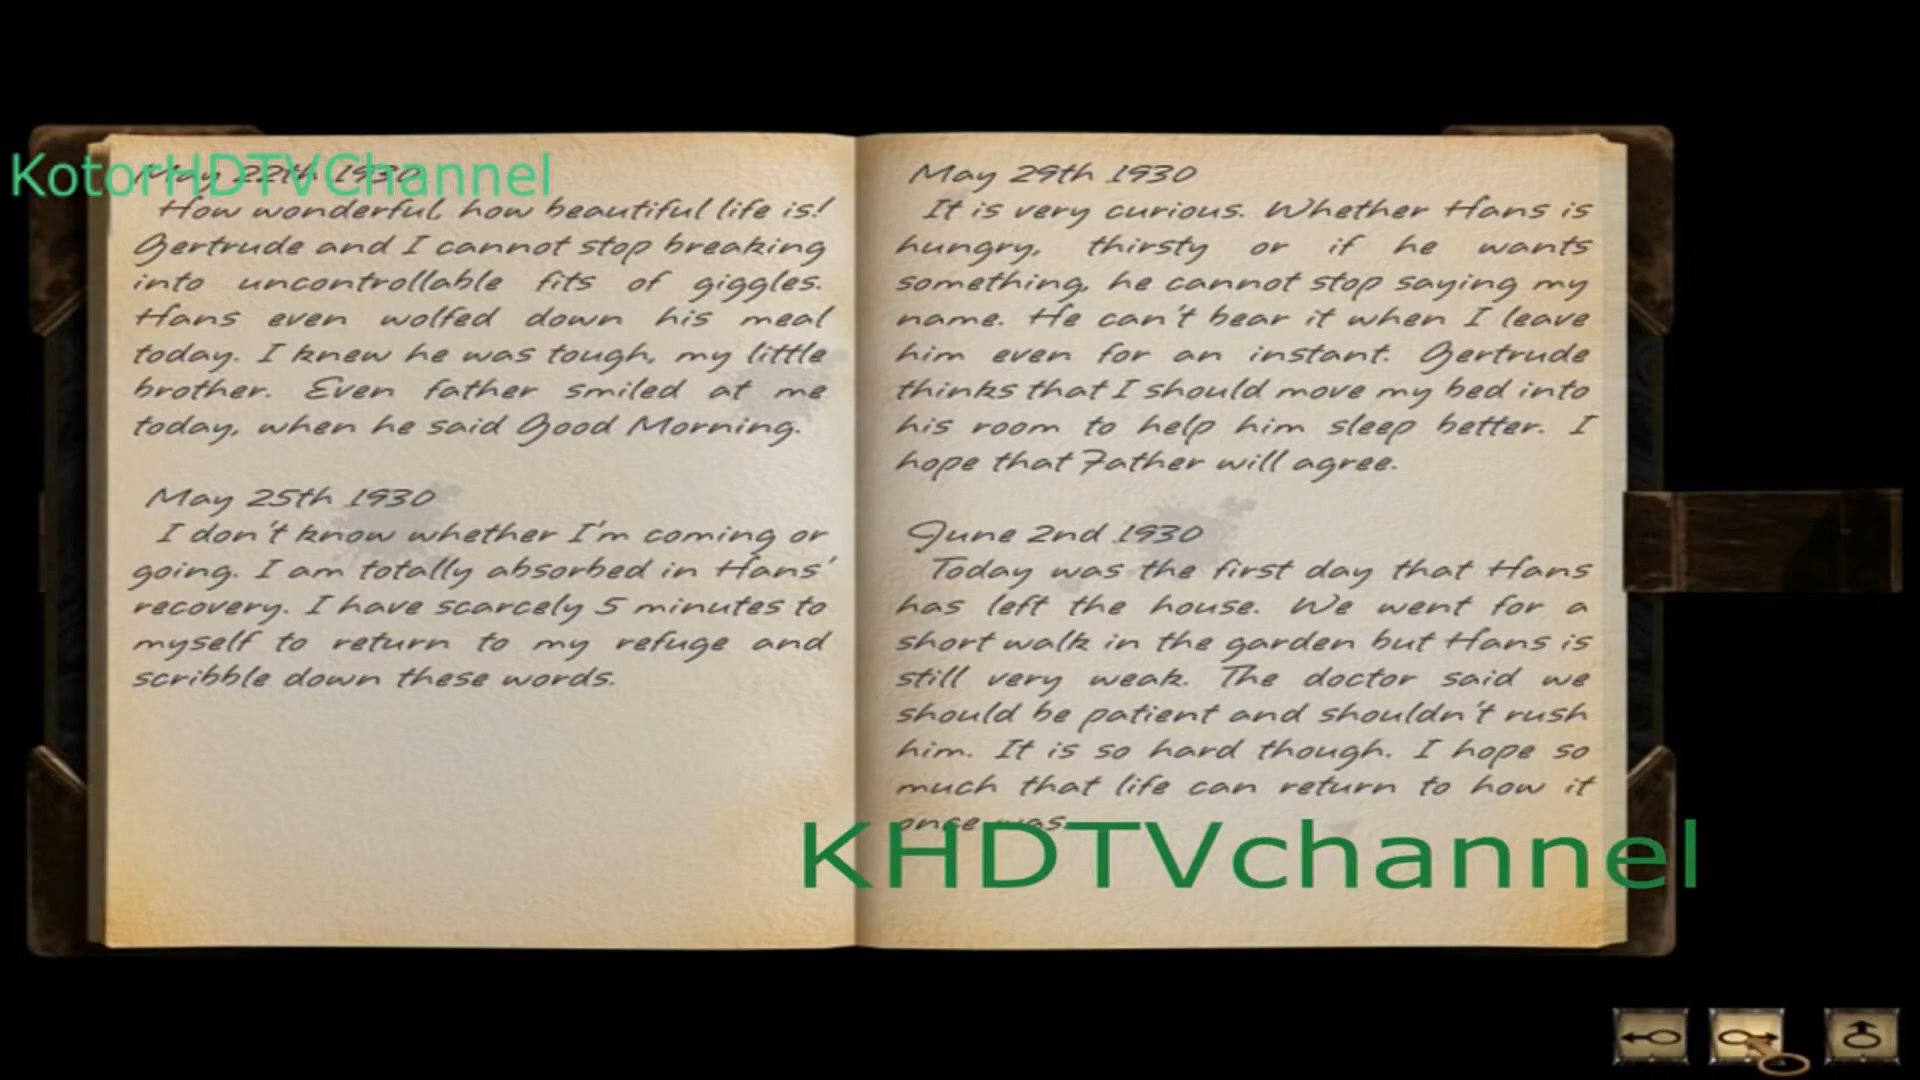 KotorHDTVChannel
May 22th 1930
How wonderful, how beautiful life is!
Gertrude and I cannot stop breaking
into uncontrollable fits of giggles.
Hans even wolfed down his meal
today. I knew he was tough, my little
brother. Even father smiled at me
today, when he said Good Morning.
May 25th 1930
I don't know whether I'm coming or
going. I am totally absorbed in Hans'
recovery. I have scarcely 5 minutes to
myself to return to my refuge and
scribble down these words.
May 29th 1930
It is very curious. Whether Hans is
hungry, thirsty or if he wants
something, he cannot stop saying my
name. He can't bear it when I leave
him even for an instant. Gertrude
thinks that I should move my bed into
his room to help him sleep better. I
hope that Father will agree.
June 2nd 1930
Today was the first day that Hans
has left the house. We went for a
short walk in the garden but Hans is
still very weak. The doctor said we
should be patient and shouldn't rush
him. It is so hard though. I hope so
much that life can return to how it
once was.
KHDTVchannel